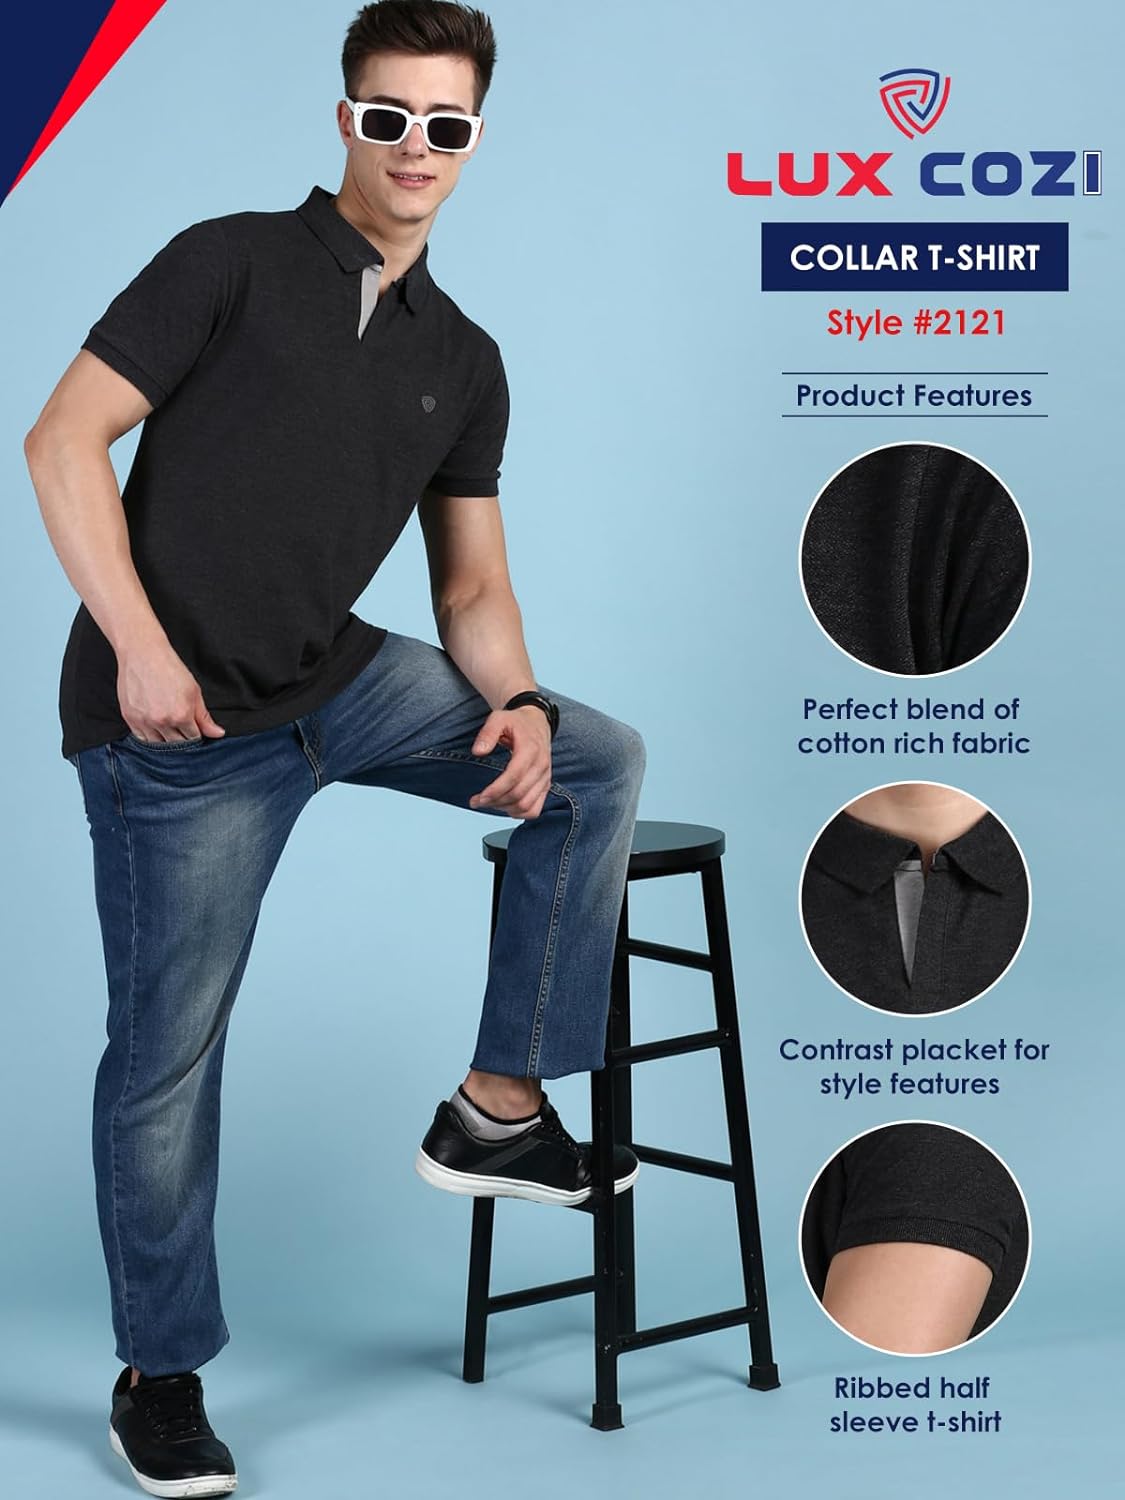 LUX COZI
COLLAR T-SHIRT
Style #2121
Product Features
Perfect blend of
cotton rich fabric
Contrast placket for
style features
Ribbed half
sleeve t-shirt